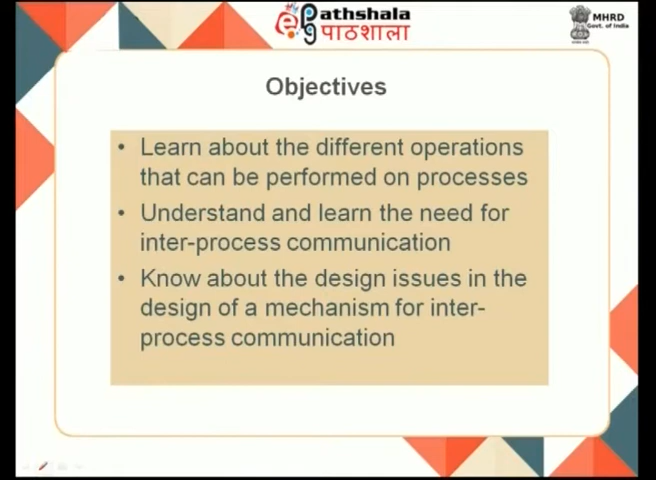 ePG Pathshala
पाठशाला
MHRD
Govt. of India
Objectives
• Learn about the different operations
that can be performed on processes
• Understand and learn the need for
inter-process communication
• Know about the design issues in the
design of a mechanism for inter-
process communication